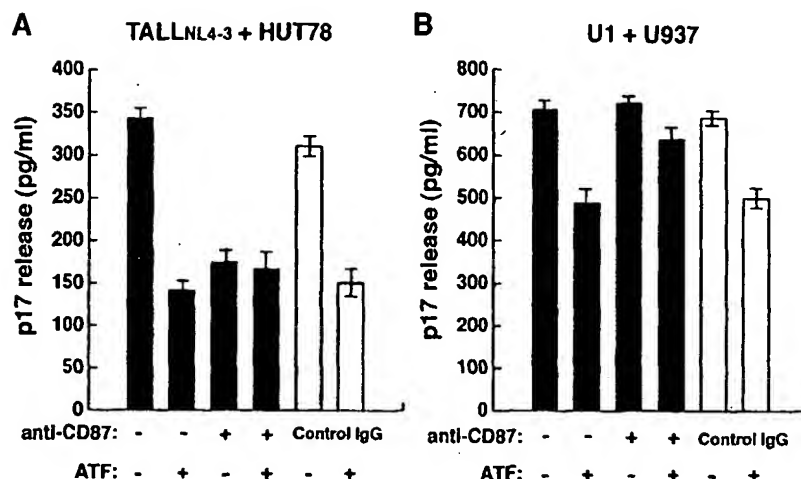 A
TALLNL4-3 + HUT78
p17 release (pg/ml)
400
350
300
250
200
150
100
50
0
anti-CD87: - - + + Control IgG
ATF: - + - + - +
B
U1 + U937
p17 release (pg/ml)
800
700
600
500
400
300
200
100
0
anti-CD87: - - + + Control IgG
ATF: - + - + - +